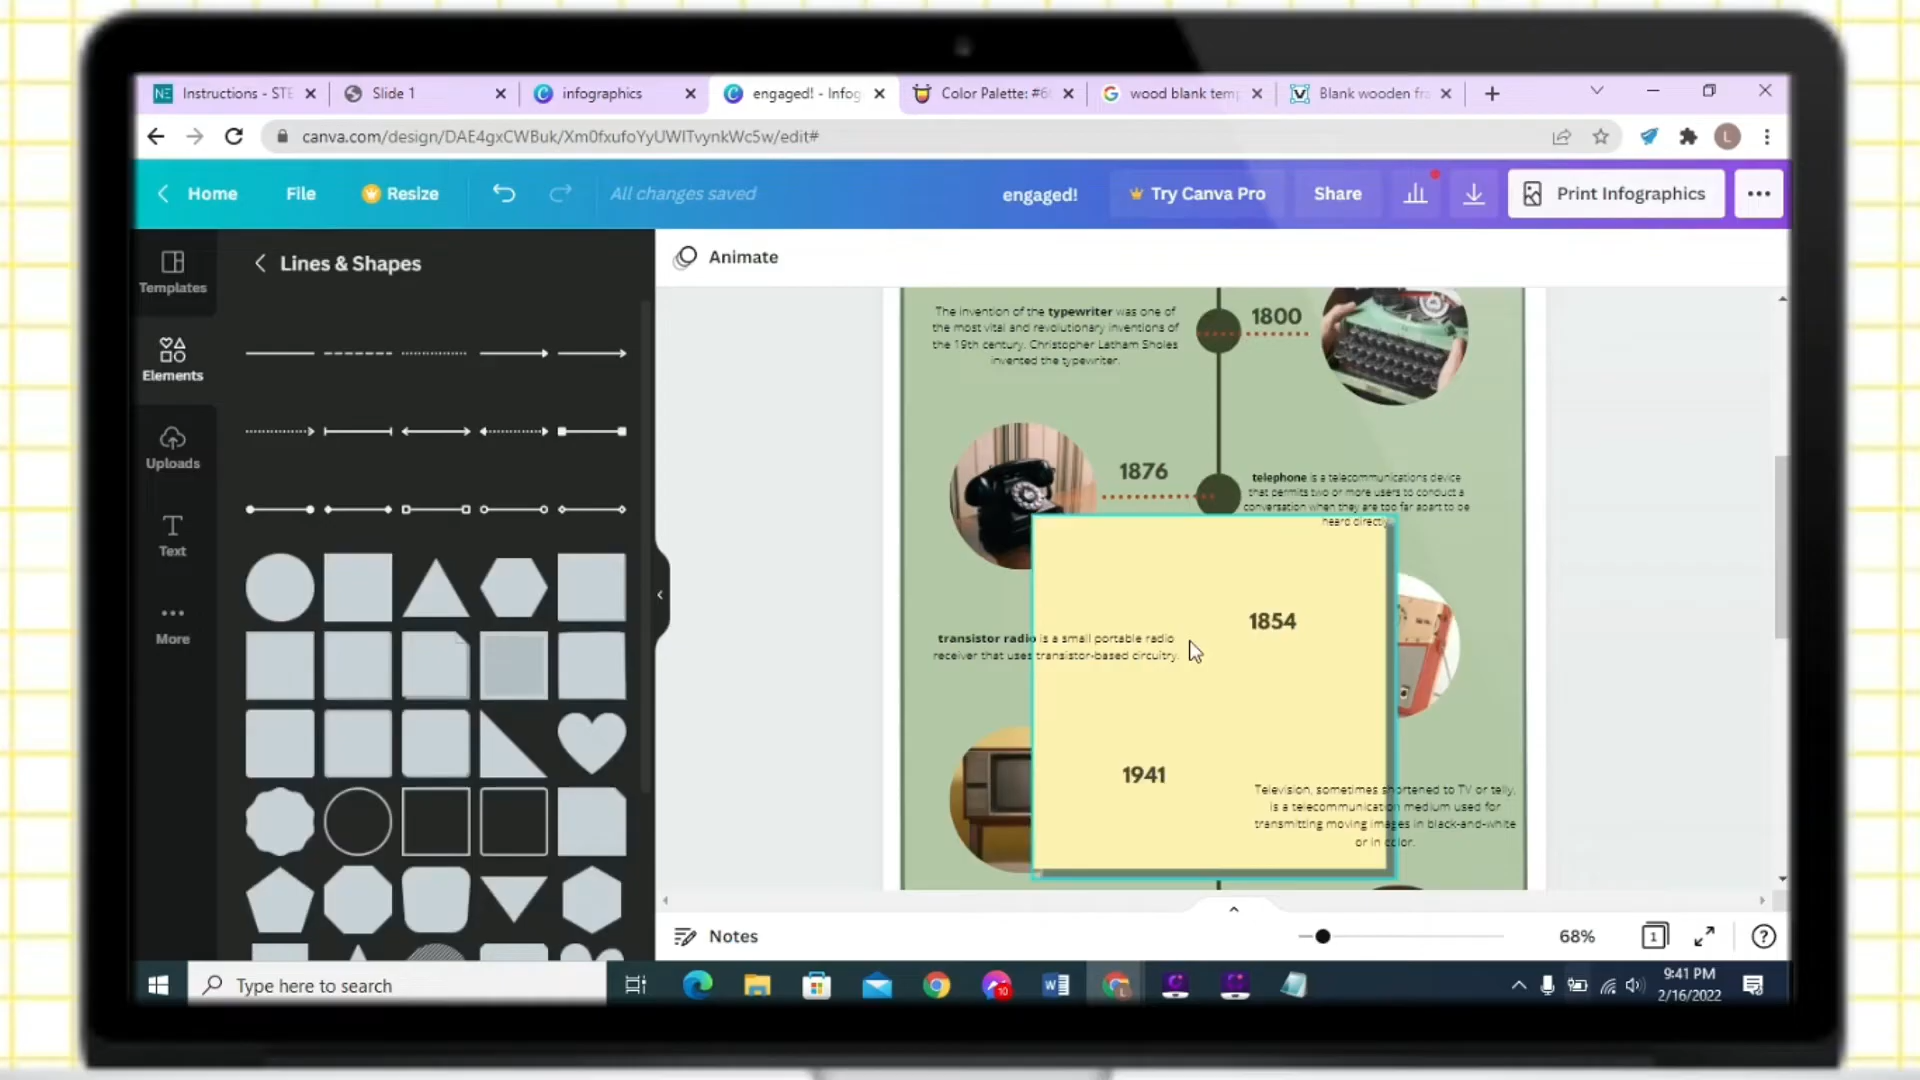 Instructions - STE
Slide 1
infographics
engaged! - Infog
Color Palette: #6
wood blank temp
Blank wooden fra
canva.com/design/DAE4gxCWBuk/Xm0fxufoYyUWITvynkWc5w/edit#
L
Home
File
Resize
All changes saved
engaged!
Try Canva Pro
Share
Print Infographics
Templates
Elements
Uploads
Text
More
Lines & Shapes
Animate
The invention of the typewriter was one of
the most vital and revolutionary inventions of
the 19th century. Christopher Latham Sholes
invented the typewriter.
1800
1876
telephone is a telecommunications device
that permits two or more users to conduct a
conversation when they are too far apart to be
heard directly.
1854
transistor radio is a small portable radio
receiver that uses transistor-based circuitry.
1941
Television, sometimes shortened to TV or telly,
is a telecommunication medium used for
transmitting moving images in black-and-white
or in color.
Notes
68%
1
Type here to search
10
9:41 PM
2/16/2022